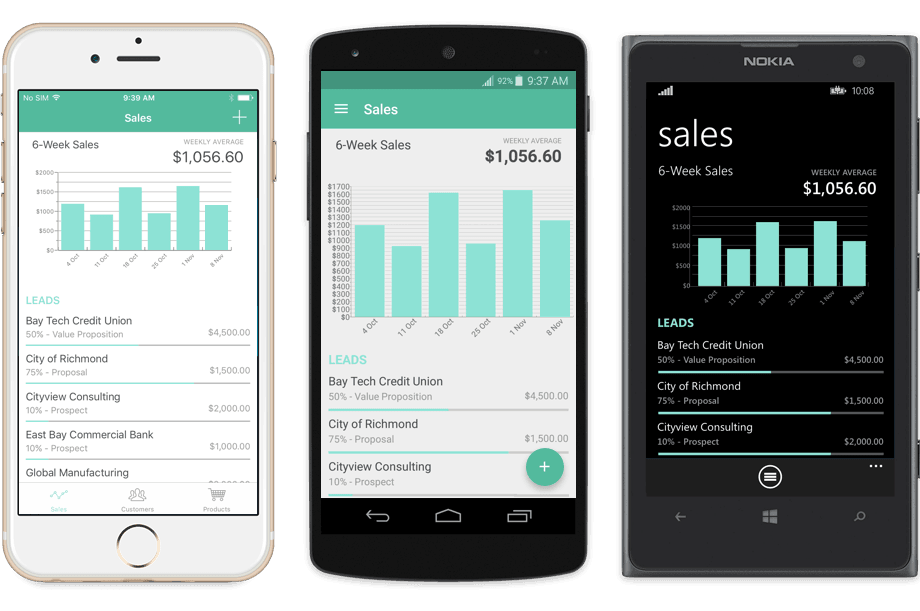 No SIM 9:39 AM
Sales
6-Week Sales
WEEKLY AVERAGE
$1,056.60
$2000
$1500
$1000
$500
$0
4 Oct
11 Oct
18 Oct
25 Oct
1 Nov
8 Nov
LEADS
Bay Tech Credit Union
50% - Value Proposition $4,500.00
City of Richmond
75% - Proposal $1,500.00
Cityview Consulting
10% - Prospect $2,000.00
East Bay Commercial Bank
10% - Prospect $1,000.00
Global Manufacturing
Sales Customers Products
92% 9:37 AM
Sales
6-Week Sales
WEEKLY AVERAGE
$1,056.60
$1700
$1600
$1500
$1400
$1300
$1200
$1100
$1000
$900
$800
$700
$600
$500
$400
$300
$200
$100
$0
4 Oct
11 Oct
18 Oct
25 Oct
1 Nov
8 Nov
LEADS
Bay Tech Credit Union
50% - Value Proposition $4,500.00
City of Richmond
75% - Proposal $1,500.00
Cityview Consulting
10% - Prospect
NOKIA
10:08
sales
6-Week Sales
WEEKLY AVERAGE
$1,056.60
$2000
$1500
$1000
$500
$0
4 Oct
11 Oct
18 Oct
25 Oct
1 Nov
8 Nov
LEADS
Bay Tech Credit Union
50% - Value Proposition $4,500.00
City of Richmond
75% - Proposal $1,500.00
Cityview Consulting
10% - Prospect $2,000.00